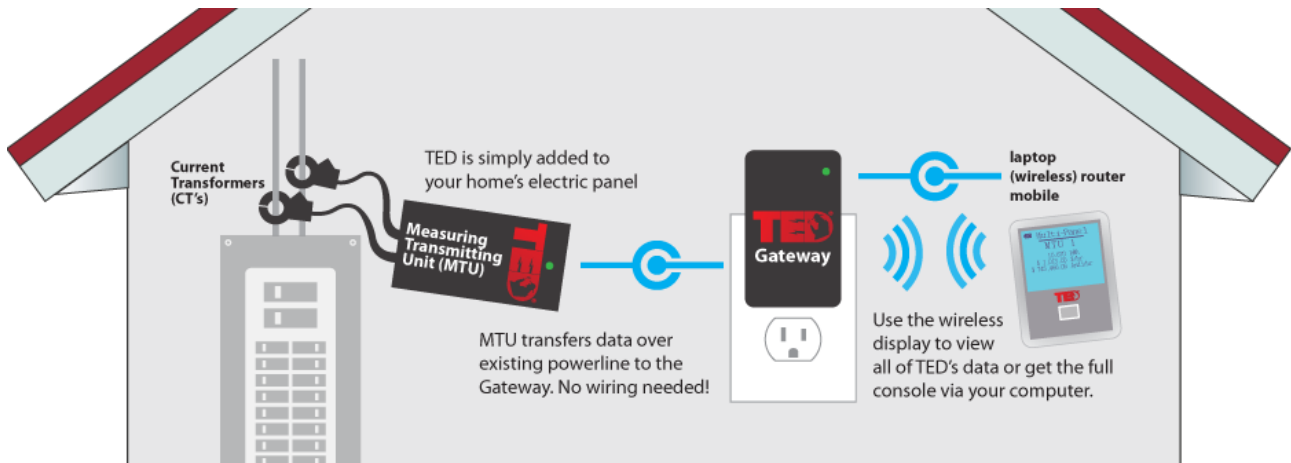 Current
Transformers
(CT's)
TED is simply added to
your home's electric panel
Measuring
Transmitting
Unit (MTU)
TED
MTU transfers data over
existing powerline to the
Gateway. No wiring needed!
TED
Gateway
laptop
(wireless) router
mobile
Multi-Panel
MTU 1
TED
Use the wireless
display to view
all of TED's data or get the full
console via your computer.